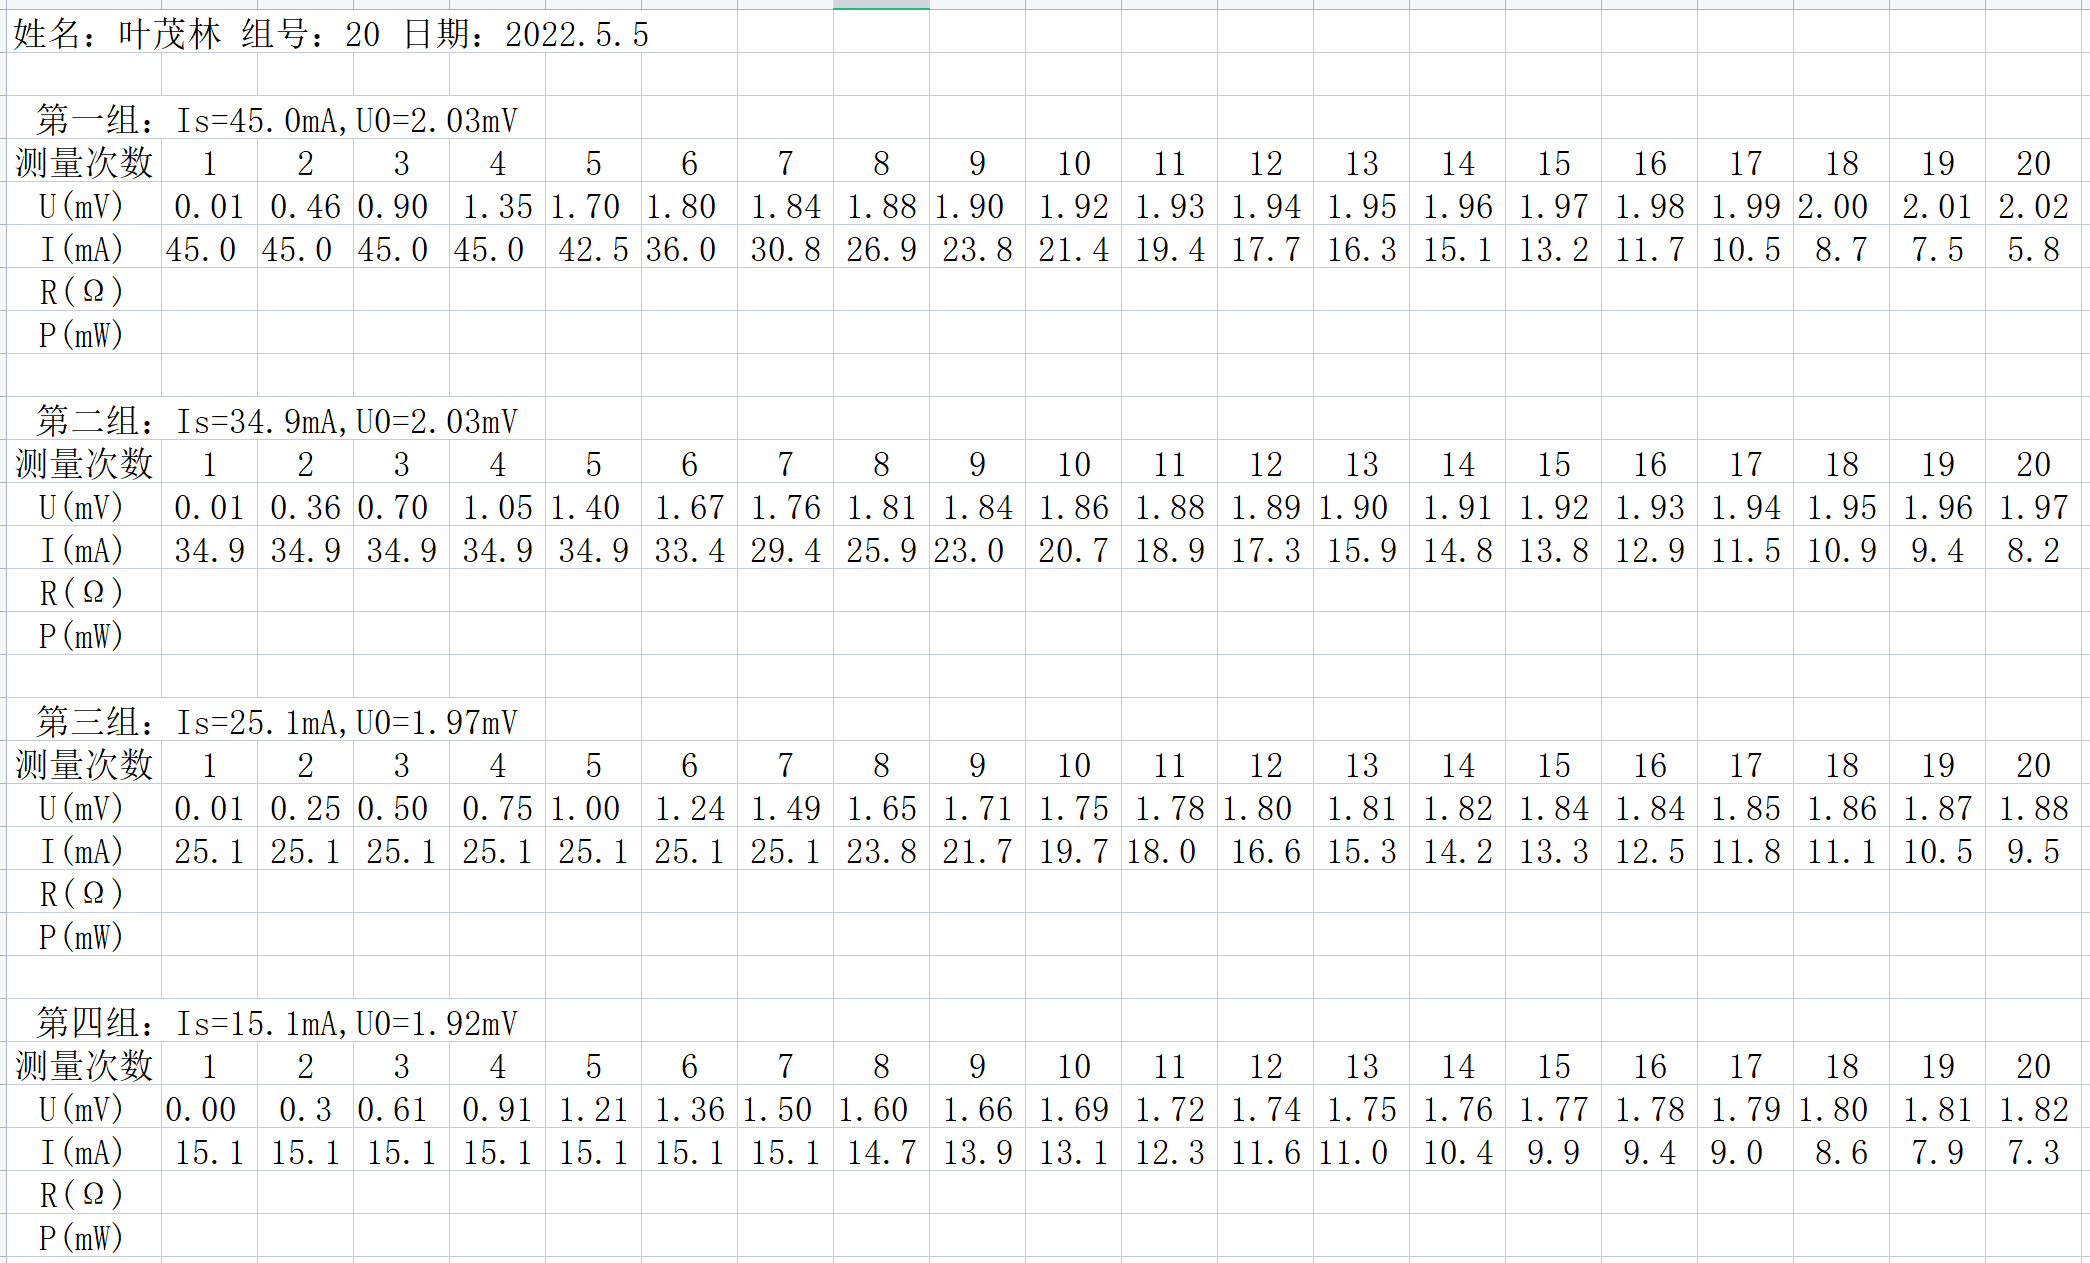 姓名：叶茂林 组号：20 日期：2022.5.5
第一组：Is=45.0mA,U0=2.03mV
测量次数 1 2 3 4 5 6 7 8 9 10 11 12 13 14 15 16 17 18 19 20
U(mV) 0.01 0.46 0.90 1.35 1.70 1.80 1.84 1.88 1.90 1.92 1.93 1.94 1.95 1.96 1.97 1.98 1.99 2.00 2.01 2.02
I(mA) 45.0 45.0 45.0 45.0 42.5 36.0 30.8 26.9 23.8 21.4 19.4 17.7 16.3 15.1 13.2 11.7 10.5 8.7 7.5 5.8
R(Ω)
P(mW)
第二组：Is=34.9mA,U0=2.03mV
测量次数 1 2 3 4 5 6 7 8 9 10 11 12 13 14 15 16 17 18 19 20
U(mV) 0.01 0.36 0.70 1.05 1.40 1.67 1.76 1.81 1.84 1.86 1.88 1.89 1.90 1.91 1.92 1.93 1.94 1.95 1.96 1.97
I(mA) 34.9 34.9 34.9 34.9 34.9 33.4 29.4 25.9 23.0 20.7 18.9 17.3 15.9 14.8 13.8 12.9 11.5 10.9 9.4 8.2
R(Ω)
P(mW)
第三组：Is=25.1mA,U0=1.97mV
测量次数 1 2 3 4 5 6 7 8 9 10 11 12 13 14 15 16 17 18 19 20
U(mV) 0.01 0.25 0.50 0.75 1.00 1.24 1.49 1.65 1.71 1.75 1.78 1.80 1.81 1.82 1.84 1.84 1.85 1.86 1.87 1.88
I(mA) 25.1 25.1 25.1 25.1 25.1 25.1 25.1 23.8 21.7 19.7 18.0 16.6 15.3 14.2 13.3 12.5 11.8 11.1 10.5 9.5
R(Ω)
P(mW)
第四组：Is=15.1mA,U0=1.92mV
测量次数 1 2 3 4 5 6 7 8 9 10 11 12 13 14 15 16 17 18 19 20
U(mV) 0.00 0.3 0.61 0.91 1.21 1.36 1.50 1.60 1.66 1.69 1.72 1.74 1.75 1.76 1.77 1.78 1.79 1.80 1.81 1.82
I(mA) 15.1 15.1 15.1 15.1 15.1 15.1 15.1 14.7 13.9 13.1 12.3 11.6 11.0 10.4 9.9 9.4 9.0 8.6 7.9 7.3
R(Ω)
P(mW)